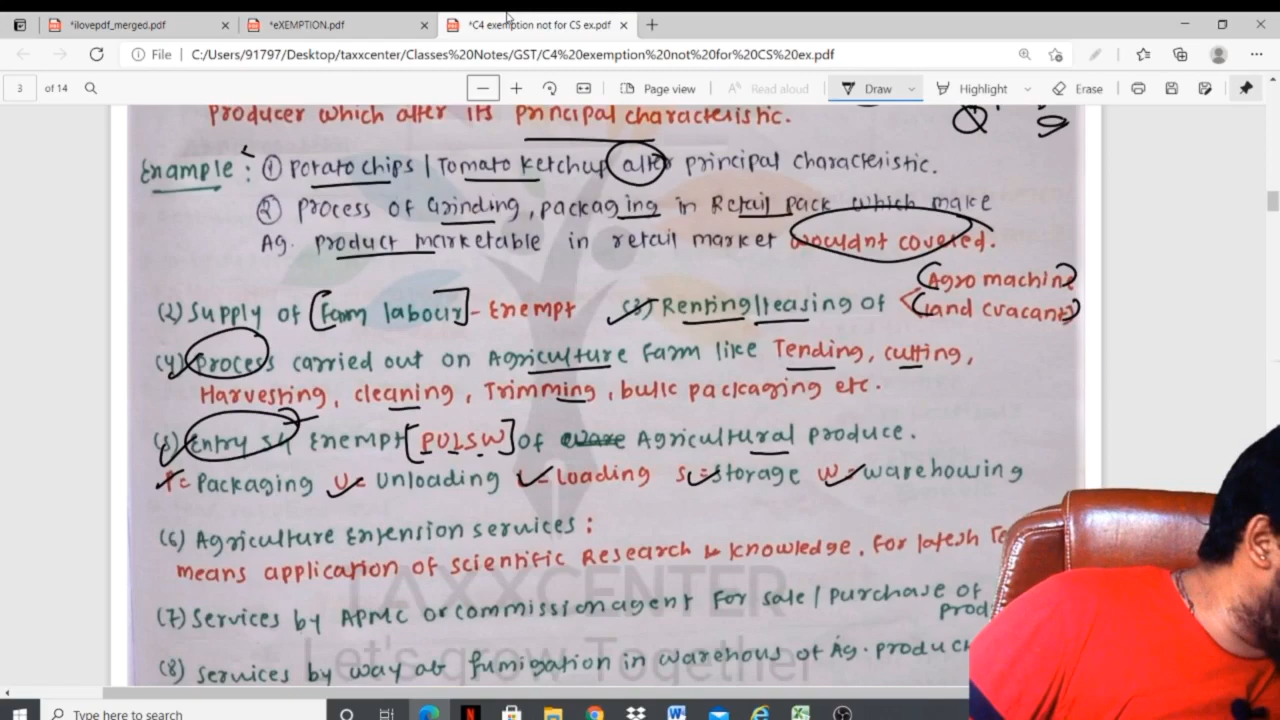 *ilovepdf_merged.pdf
*eXEMPTION.pdf
*C4 exemption not for CS ex.pdf
File C:/Users/91797/Desktop/taxxcenter/Classes%20Notes/GST/C4%20exemption%20not%20for%20CS%20ex.pdf
3 of 14
Page view
Read aloud
Draw
Highlight
Erase
Producer which alter its principal characteristic.
Example : ① Potato chips | Tomato ketchup alter principal characteristic.
② Process of Grinding, packaging in Retail pack which make
Ag. product marketable in retail market wouldnt covered.
(2) Supply of [Farm labour] - Exempt (3) Renting/leasing of
Agro machine
land (vacant)
(4) Process carried out on Agriculture Farm like Tending, cutting,
Harvesting, cleaning, Trimming, bulk packaging etc.
(5) Entry 54 Exempt [PULSW] of ware Agricultural produce.
P= Packaging U= Unloading L= Loading S= Storage W= warehousing
(6) Agriculture Extension services :
means application of scientific Research & knowledge, for latest
(7) Services by APMC or commission agent for sale / Purchase of
prod
(8) services by way of fumigation in warehous of Ag. produc
TAXXCENTER
Let's grow Together
Type here to search